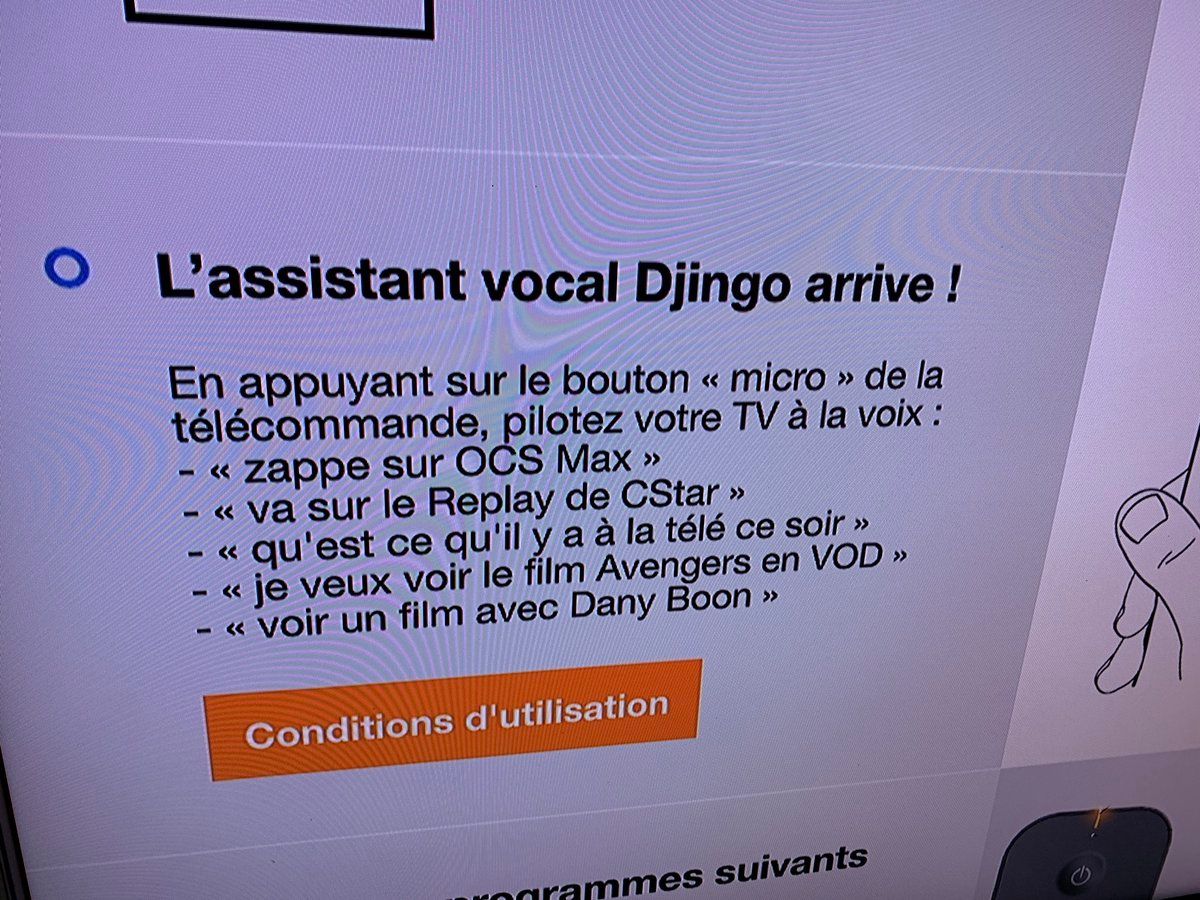 L’assistant vocal Djingo arrive !
En appuyant sur le bouton « micro » de la
télécommande, pilotez votre TV à la voix :
- « zappe sur OCS Max »
- « va sur le Replay de CStar »
- « qu'est ce qu'il y a à la télé ce soir »
- « je veux voir le film Avengers en VOD »
- « voir un film avec Dany Boon »
Conditions d'utilisation
programmes suivants